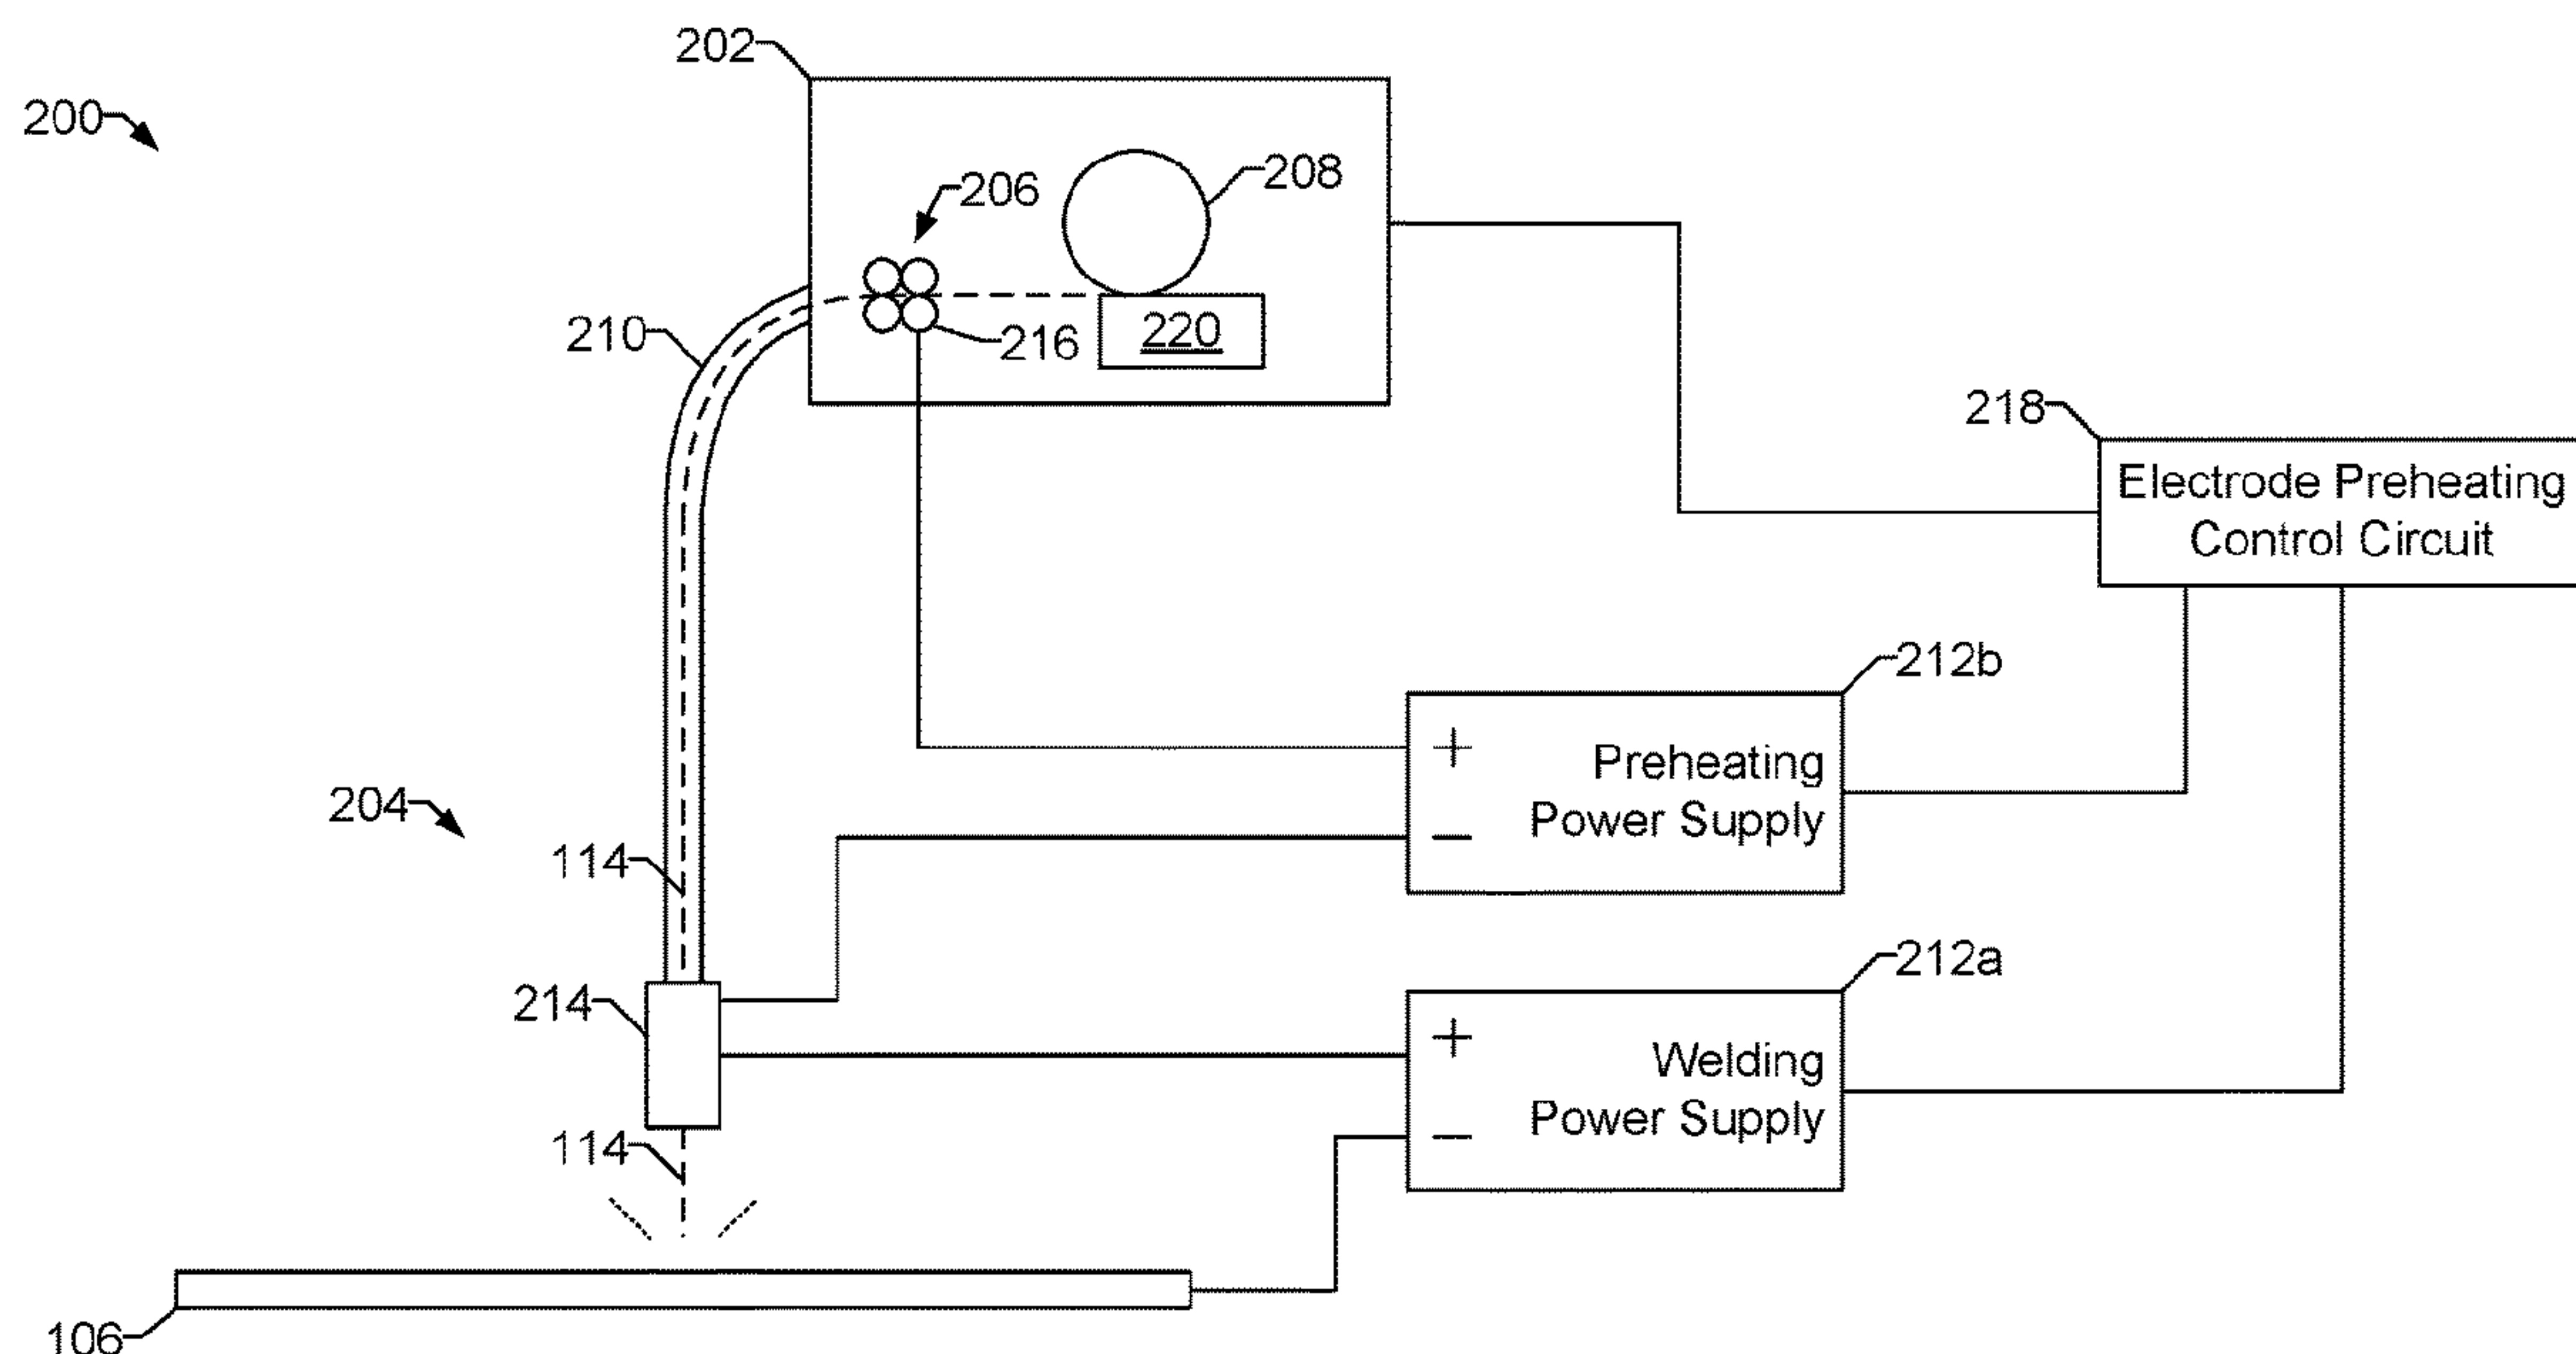 202
200
208
206
210
216
220
218
Electrode Preheating
Control Circuit
212b
+
Preheating
Power Supply
−
204
114
212a
214
+
Welding
Power Supply
−
114
106